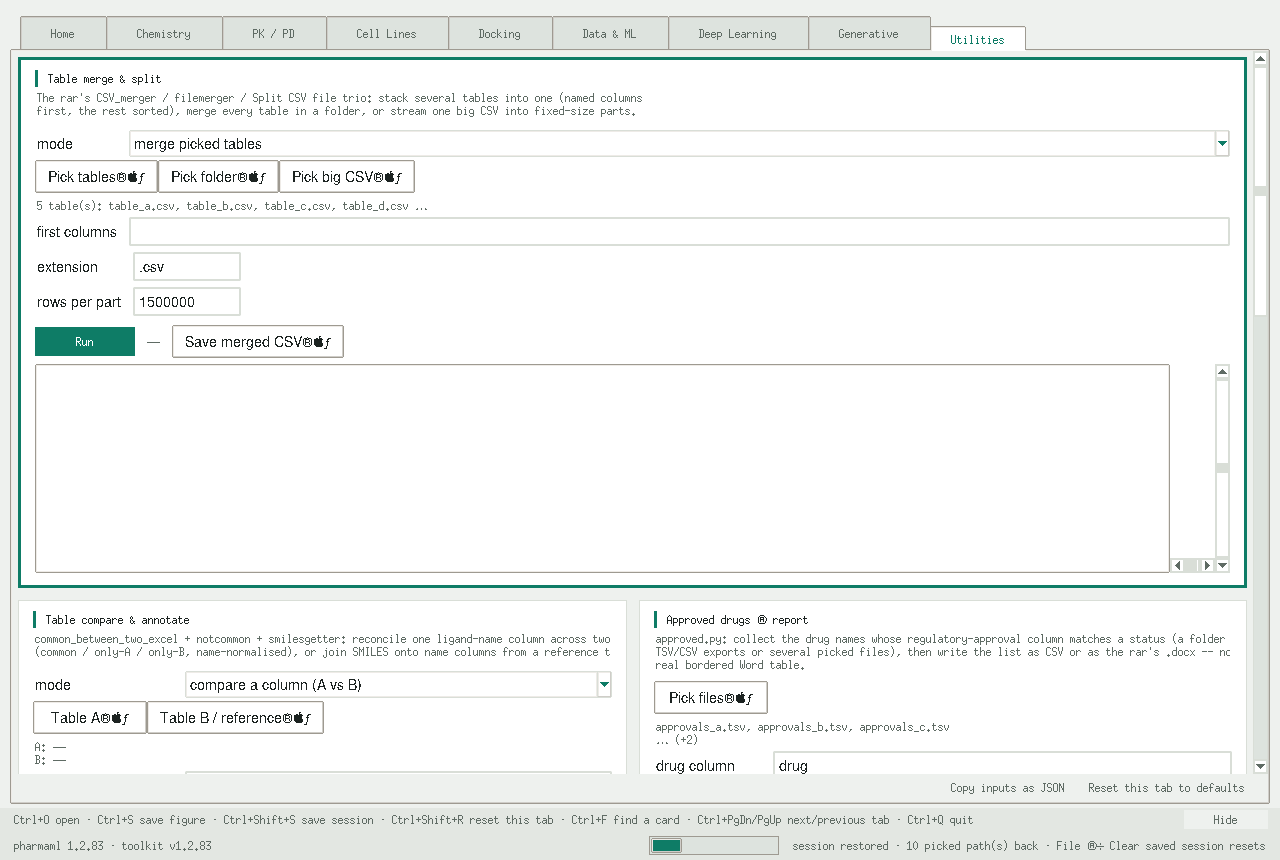 Home
Chemistry
PK / PD
Cell Lines
Docking
Data & ML
Deep Learning
Generative
Utilities
Table merge & split
The rar's CSV_merger / filemerger / Split CSV file trio: stack several tables into one (named columns
first, the rest sorted), merge every table in a folder, or stream one big CSV into fixed-size parts.
mode
merge picked tables
Pick tables®ƒ
Pick folder®ƒ
Pick big CSV®ƒ
5 table(s): table_a.csv, table_b.csv, table_c.csv, table_d.csv …
first columns
extension
.csv
rows per part
1500000
Run
—
Save merged CSV®ƒ
Table compare & annotate
common_between_two_excel + notcommon + smilesgetter: reconcile one ligand-name column across two
(common / only-A / only-B, name-normalised), or join SMILES onto name columns from a reference t
mode
compare a column (A vs B)
Table A®ƒ
Table B / reference®ƒ
A: —
B: —
Approved drugs ® report
approved.py: collect the drug names whose regulatory-approval column matches a status (a folder
TSV/CSV exports or several picked files), then write the list as CSV or as the rar's .docx -- no
real bordered Word table.
Pick files®ƒ
approvals_a.tsv, approvals_b.tsv, approvals_c.tsv
… (+2)
drug column
drug
Copy inputs as JSON
Reset this tab to defaults
Ctrl+O open · Ctrl+S save figure · Ctrl+Shift+S save session · Ctrl+Shift+R reset this tab · Ctrl+F find a card · Ctrl+PgDn/PgUp next/previous tab · Ctrl+Q quit
Hide
pharmaml 1.2.83 · toolkit v1.2.83
session restored · 10 picked path(s) back · File ®÷ Clear saved session resets